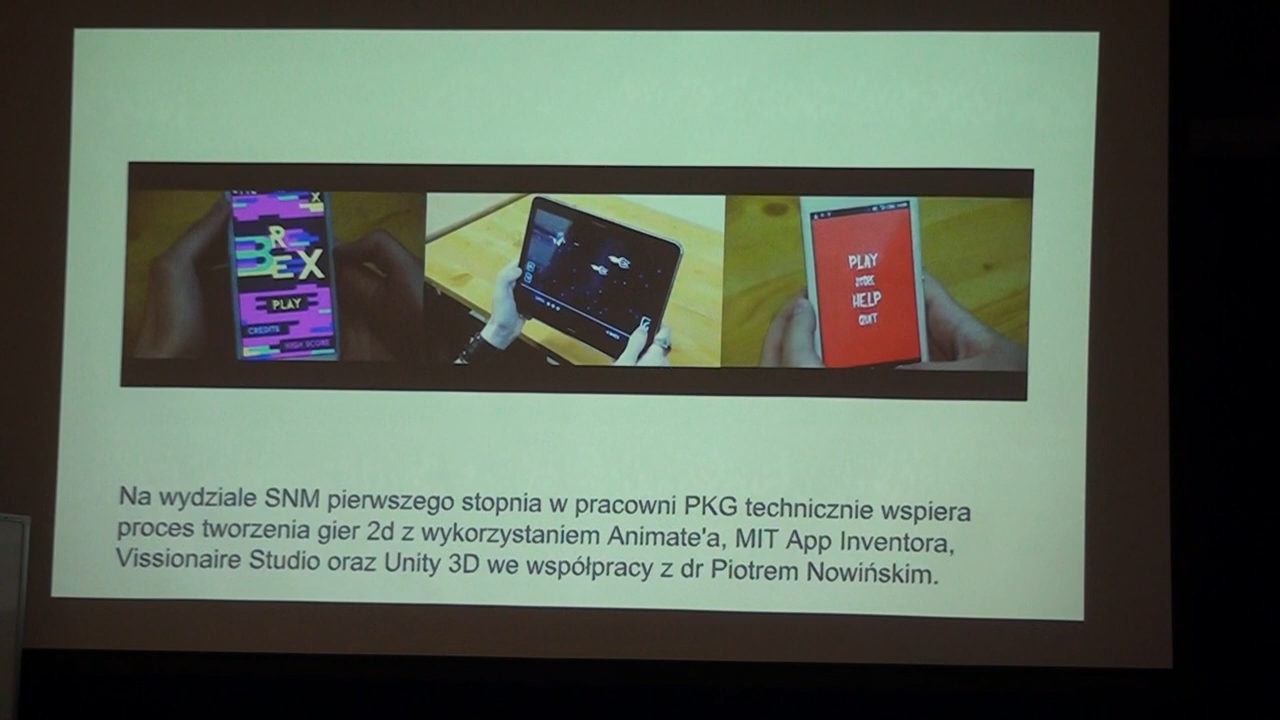 X
BREX
PLAY
CREDITS
HIGH SCORE
PLAY
HELP
QUIT
Na wydziale SNM pierwszego stopnia w pracowni PKG technicznie wspiera
proces tworzenia gier 2d z wykorzystaniem Animate'a, MIT App Inventora,
Vissionaire Studio oraz Unity 3D we współpracy z dr Piotrem Nowińskim.